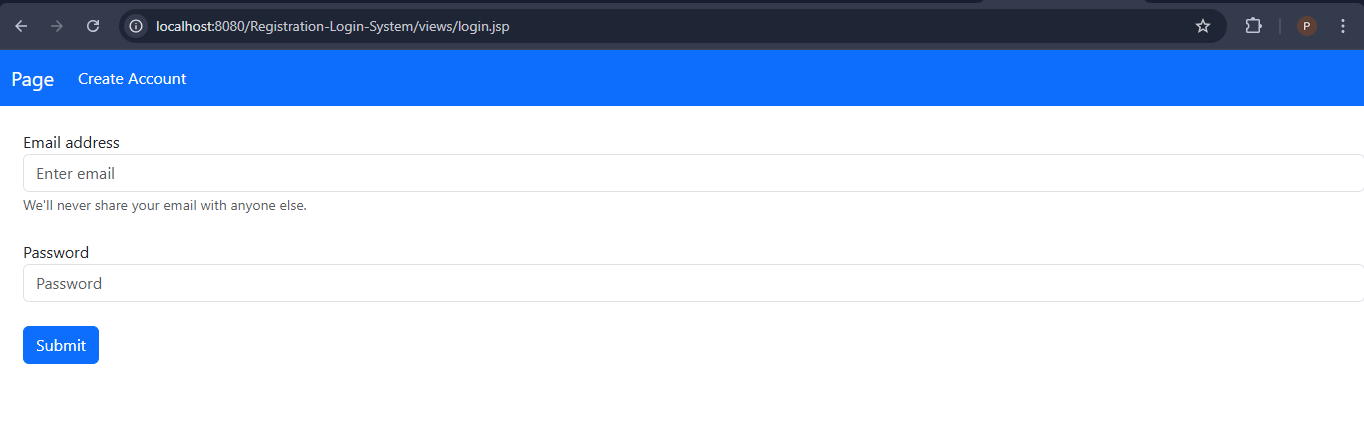 localhost:8080/Registration-Login-System/views/login.jsp
P
Page Create Account
Email address
Enter email
We'll never share your email with anyone else.
Password
Password
Submit